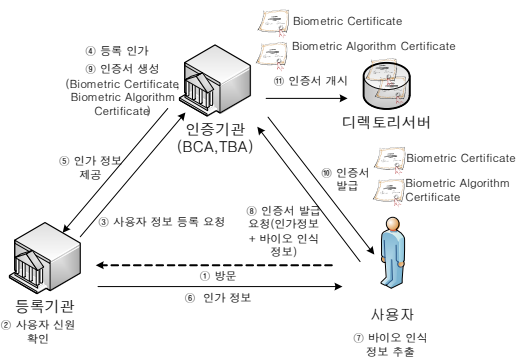 Biometric Certificate
④ 등록 인가
Biometric Algorithm Certificate
⑨ 인증서 생성
(Biometric Certificate,
Biometric Algorithm
Certificate)
⑪ 인증서 개시
디렉토리서버
인증기관
(BCA,TBA)
⑤ 인가 정보
제공
⑩ 인증서
발급
Biometric Certificate
Biometric Algorithm
Certificate
③ 사용자 정보 등록 요청
⑧ 인증서 발급
요청(인가정보
+ 바이오 인식
정보)
① 방문
⑥ 인가 정보
등록기관
② 사용자 신원
확인
사용자
⑦ 바이오 인식
정보 추출